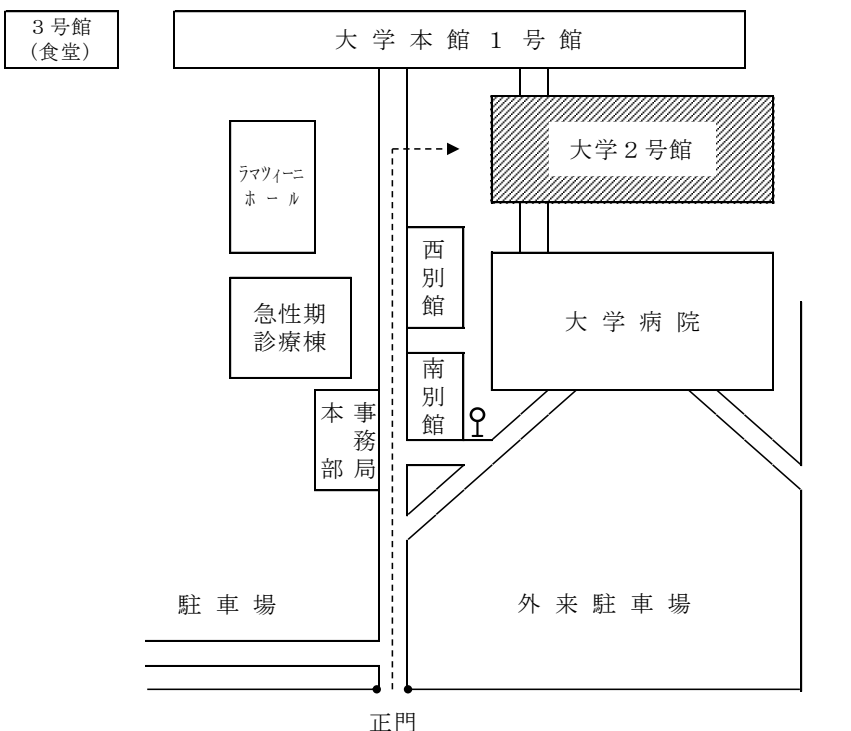 ３号館
（食堂）
大学本館１号館
大学２号館
ラマツィーニ
ホール
西別館
急性期
診療棟
大学病院
南別館
事務局
本部
駐車場
外来駐車場
正門